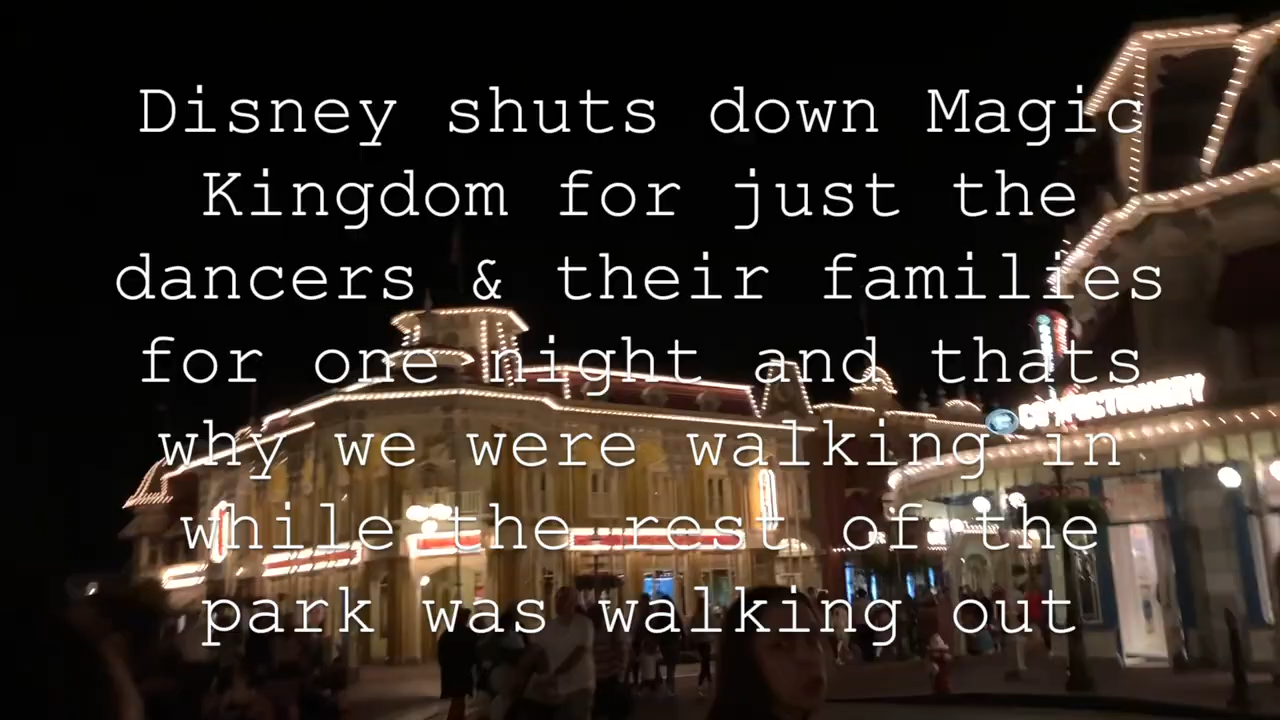 Disney shuts down Magic
Kingdom for just the
dancers & their families
for one night and thats
why we were walking in
while the rest of the
park was walking out
CONFECTIONERY